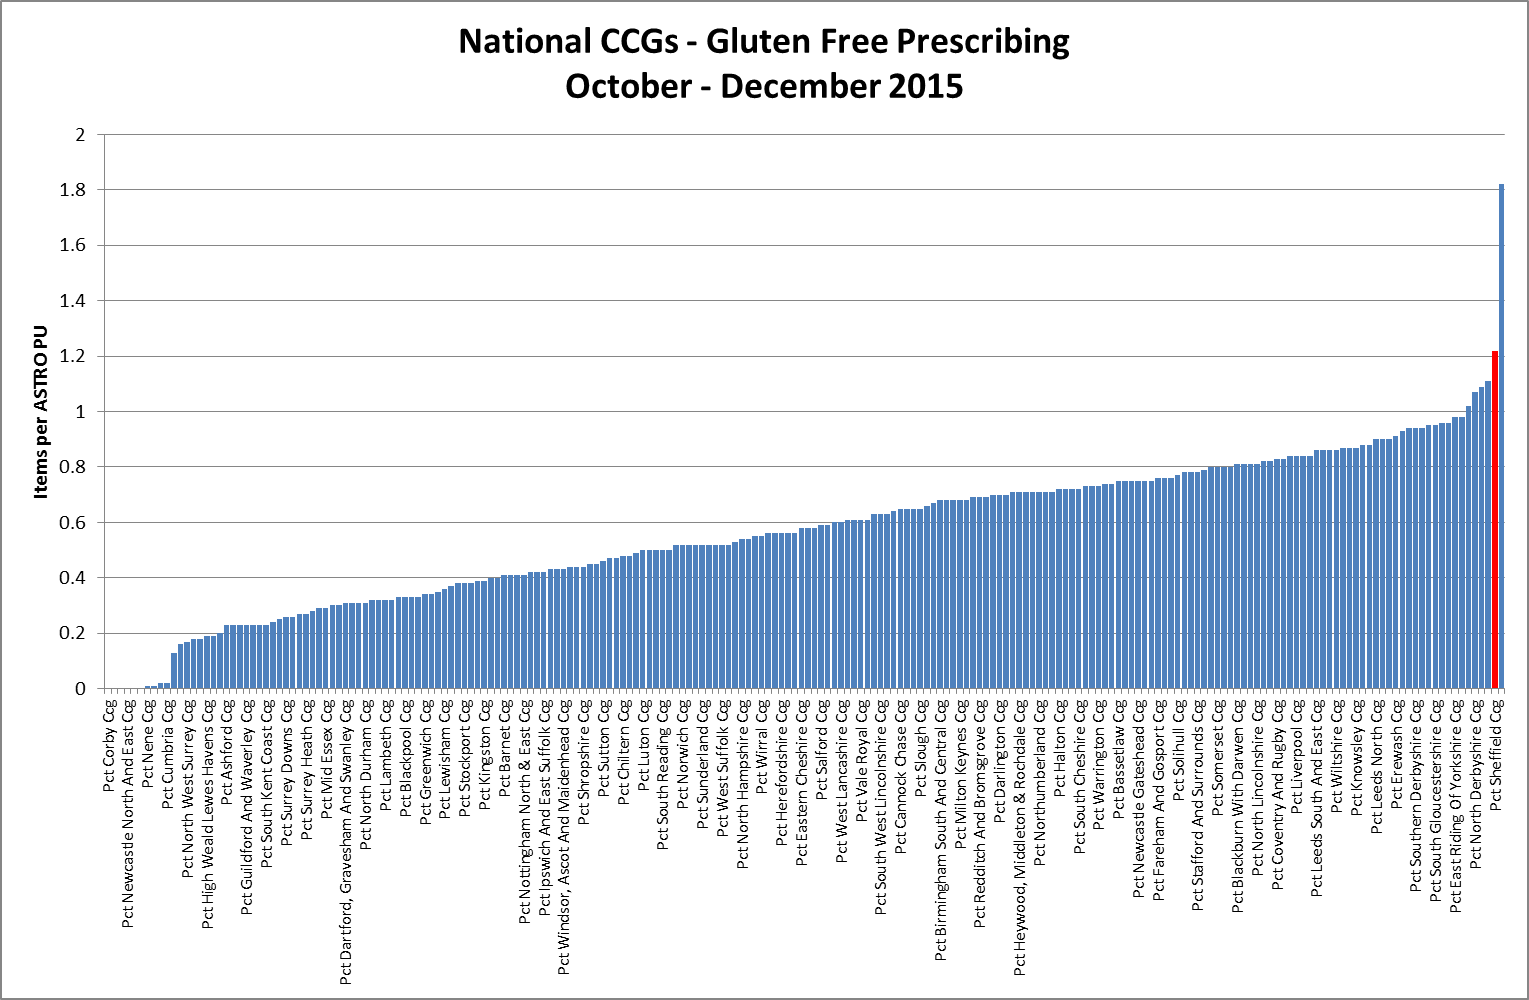 National CCGs - Gluten Free Prescribing
October - December 2015
2
1.8
1.6
1.4
1.2
1
0.8
0.6
0.4
0.2
0
Items per ASTRO PU
Pct Corby Ccg
Pct Newcastle North And East Ccg
Pct Nene Ccg
Pct Cumbria Ccg
Pct North West Surrey Ccg
Pct High Weald Lewes Havens Ccg
Pct Ashford Ccg
Pct Guildford And Waverley Ccg
Pct South Kent Coast Ccg
Pct Surrey Downs Ccg
Pct Surrey Heath Ccg
Pct Mid Essex Ccg
Pct Dartford, Gravesham And Swanley Ccg
Pct North Durham Ccg
Pct Lambeth Ccg
Pct Blackpool Ccg
Pct Greenwich Ccg
Pct Lewisham Ccg
Pct Stockport Ccg
Pct Kingston Ccg
Pct Barnet Ccg
Pct Nottingham North & East Ccg
Pct Ipswich And East Suffolk Ccg
Pct Windsor, Ascot And Maidenhead Ccg
Pct Shropshire Ccg
Pct Sutton Ccg
Pct Chiltern Ccg
Pct Luton Ccg
Pct South Reading Ccg
Pct Norwich Ccg
Pct Sunderland Ccg
Pct West Suffolk Ccg
Pct North Hampshire Ccg
Pct Wirral Ccg
Pct Herefordshire Ccg
Pct Eastern Cheshire Ccg
Pct Salford Ccg
Pct West Lancashire Ccg
Pct Vale Royal Ccg
Pct South West Lincolnshire Ccg
Pct Cannock Chase Ccg
Pct Slough Ccg
Pct Birmingham South And Central Ccg
Pct Milton Keynes Ccg
Pct Redditch And Bromsgrove Ccg
Pct Darlington Ccg
Pct Heywood, Middleton & Rochdale Ccg
Pct Northumberland Ccg
Pct Halton Ccg
Pct South Cheshire Ccg
Pct Warrington Ccg
Pct Bassetlaw Ccg
Pct Newcastle Gateshead Ccg
Pct Fareham And Gosport Ccg
Pct Solihull Ccg
Pct Stafford And Surrounds Ccg
Pct Somerset Ccg
Pct Blackburn With Darwen Ccg
Pct North Lincolnshire Ccg
Pct Coventry And Rugby Ccg
Pct Liverpool Ccg
Pct Leeds South And East Ccg
Pct Wiltshire Ccg
Pct Knowsley Ccg
Pct Leeds North Ccg
Pct Erewash Ccg
Pct Southern Derbyshire Ccg
Pct South Gloucestershire Ccg
Pct East Riding Of Yorkshire Ccg
Pct North Derbyshire Ccg
Pct Sheffield Ccg